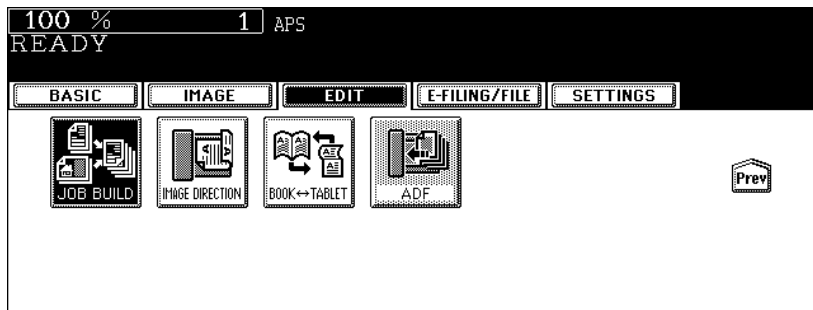 100 % 1 APS
READY
BASIC IMAGE EDIT E-FILING/FILE SETTINGS
JOB BUILD IMAGE DIRECTION BOOK↔TABLET ADF Prev